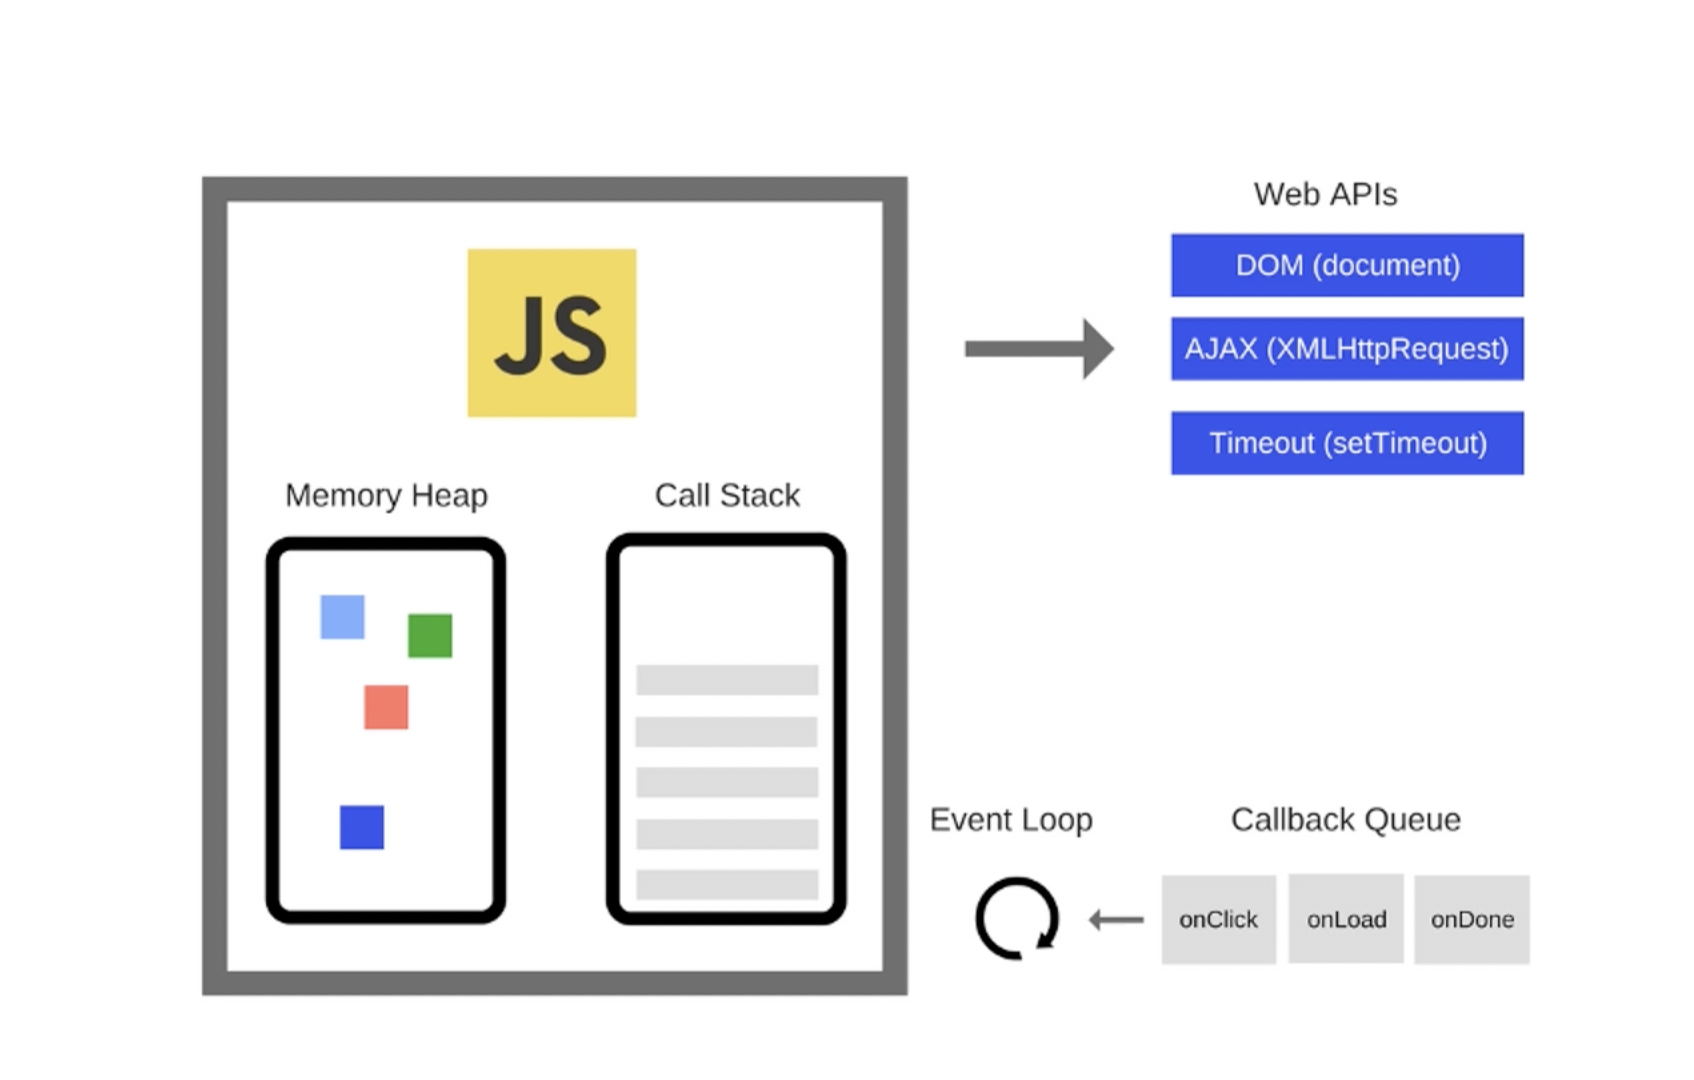 JS
Memory Heap
Call Stack
Web APIs
DOM (document)
AJAX (XMLHttpRequest)
Timeout (setTimeout)
Event Loop
Callback Queue
onClick
onLoad
onDone